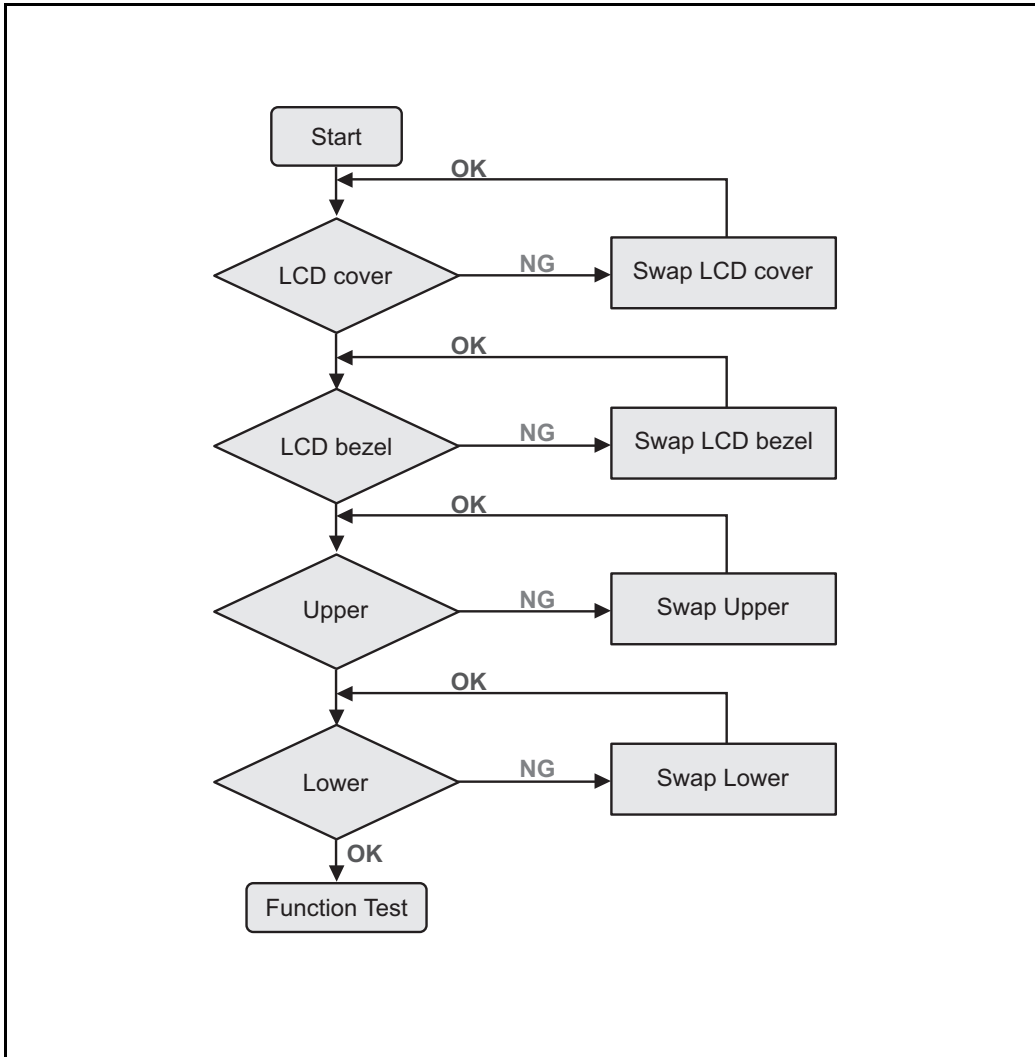 Start
OK
LCD cover
NG
Swap LCD cover
OK
LCD bezel
NG
Swap LCD bezel
OK
Upper
NG
Swap Upper
OK
Lower
NG
Swap Lower
OK
Function Test